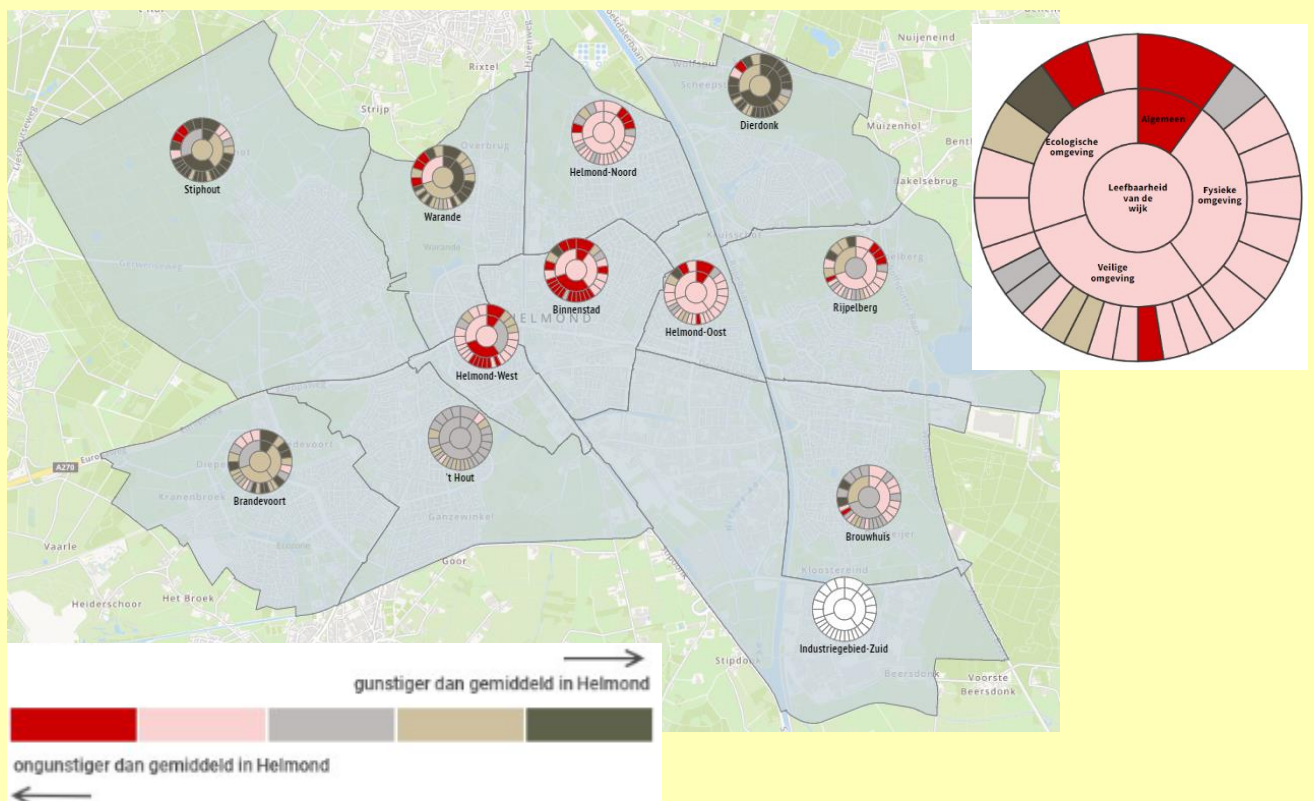 Rixtel
Nuijeneind
Strijp
Dierdonk
Muizenhol
Overbrug
Helmond-Noord
Stiphout
Warande
Warande
Binnenstad
HELMOND
Helmond-Oost
Rijpelberg
Helmond-West
't Hout
A270
Brandevoort
Kranenbroek
Ganzewinkel
Brouwhuis
Vaarle
Goor
Kloostereind
Heiderschoor
Het Broek
Industriegebied-Zuid
Stipdonk
Beersdonk
Voorste
Beersdonk
Algemeen
Ecologische
omgeving
Leefbaarheid
van de
wijk
Fysieke
omgeving
Veilige
omgeving
gunstiger dan gemiddeld in Helmond
ongunstiger dan gemiddeld in Helmond